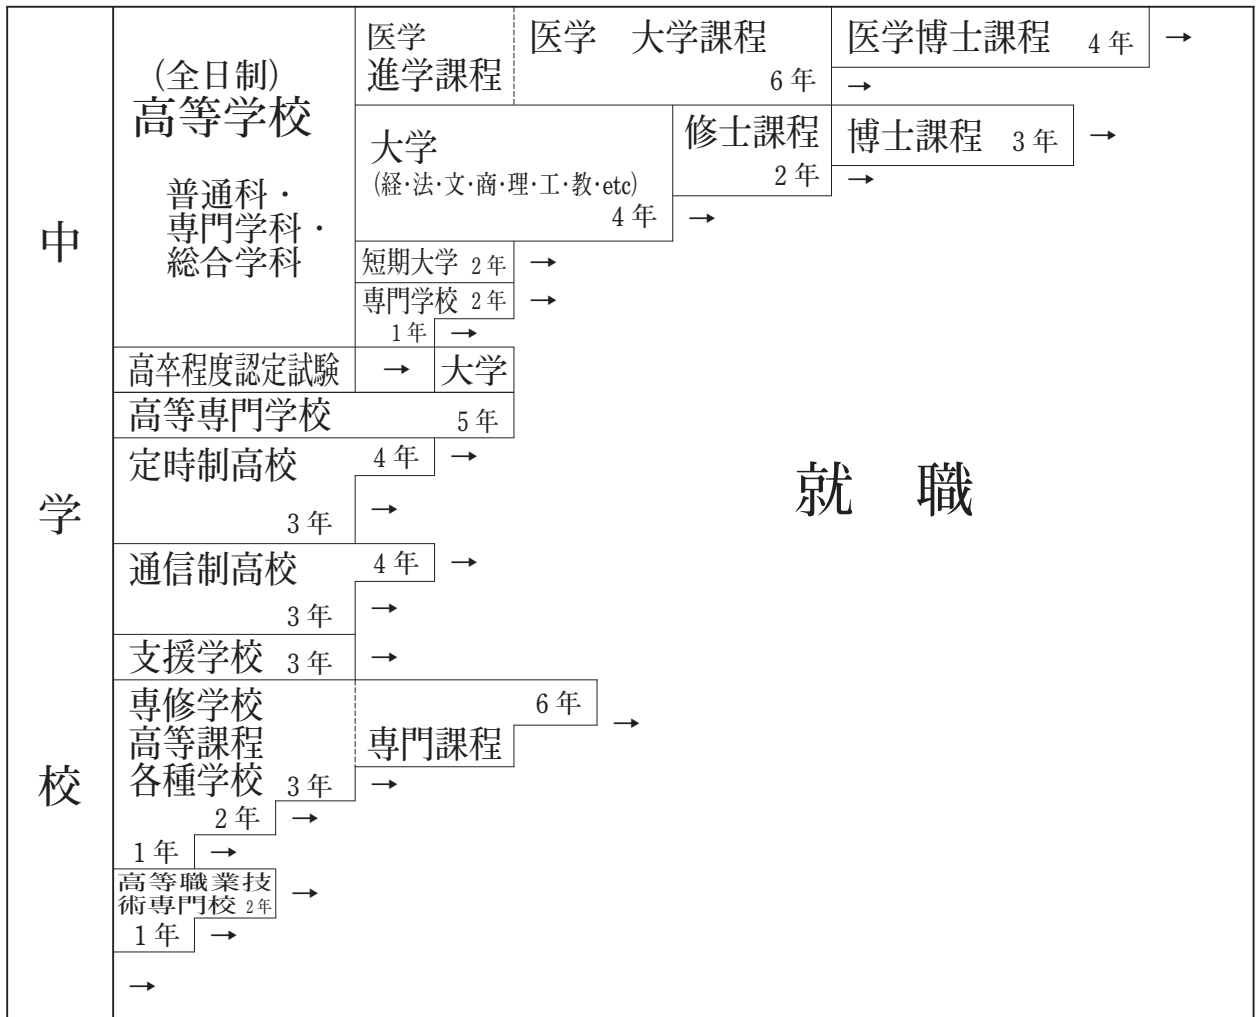 中
学
校
(全日制)
高等学校
普通科・
専門学科・
総合学科
医学
進学課程
医学 大学課程
6年
→
医学博士課程 4年 →
大学
(経・法・文・商・理・工・教・etc)
4年 →
修士課程
2年 →
博士課程 3年 →
短期大学 2年 →
専門学校 2年 →
1年 →
高卒程度認定試験 → 大学
高等専門学校 5年
定時制高校 4年 →
3年 →
通信制高校 4年 →
3年 →
支援学校 3年 →
専修学校
高等課程
各種学校 3年 →
6年 →
専門課程
2年 →
1年 →
高等職業技
術専門校 2年 →
1年 →
→
就 職